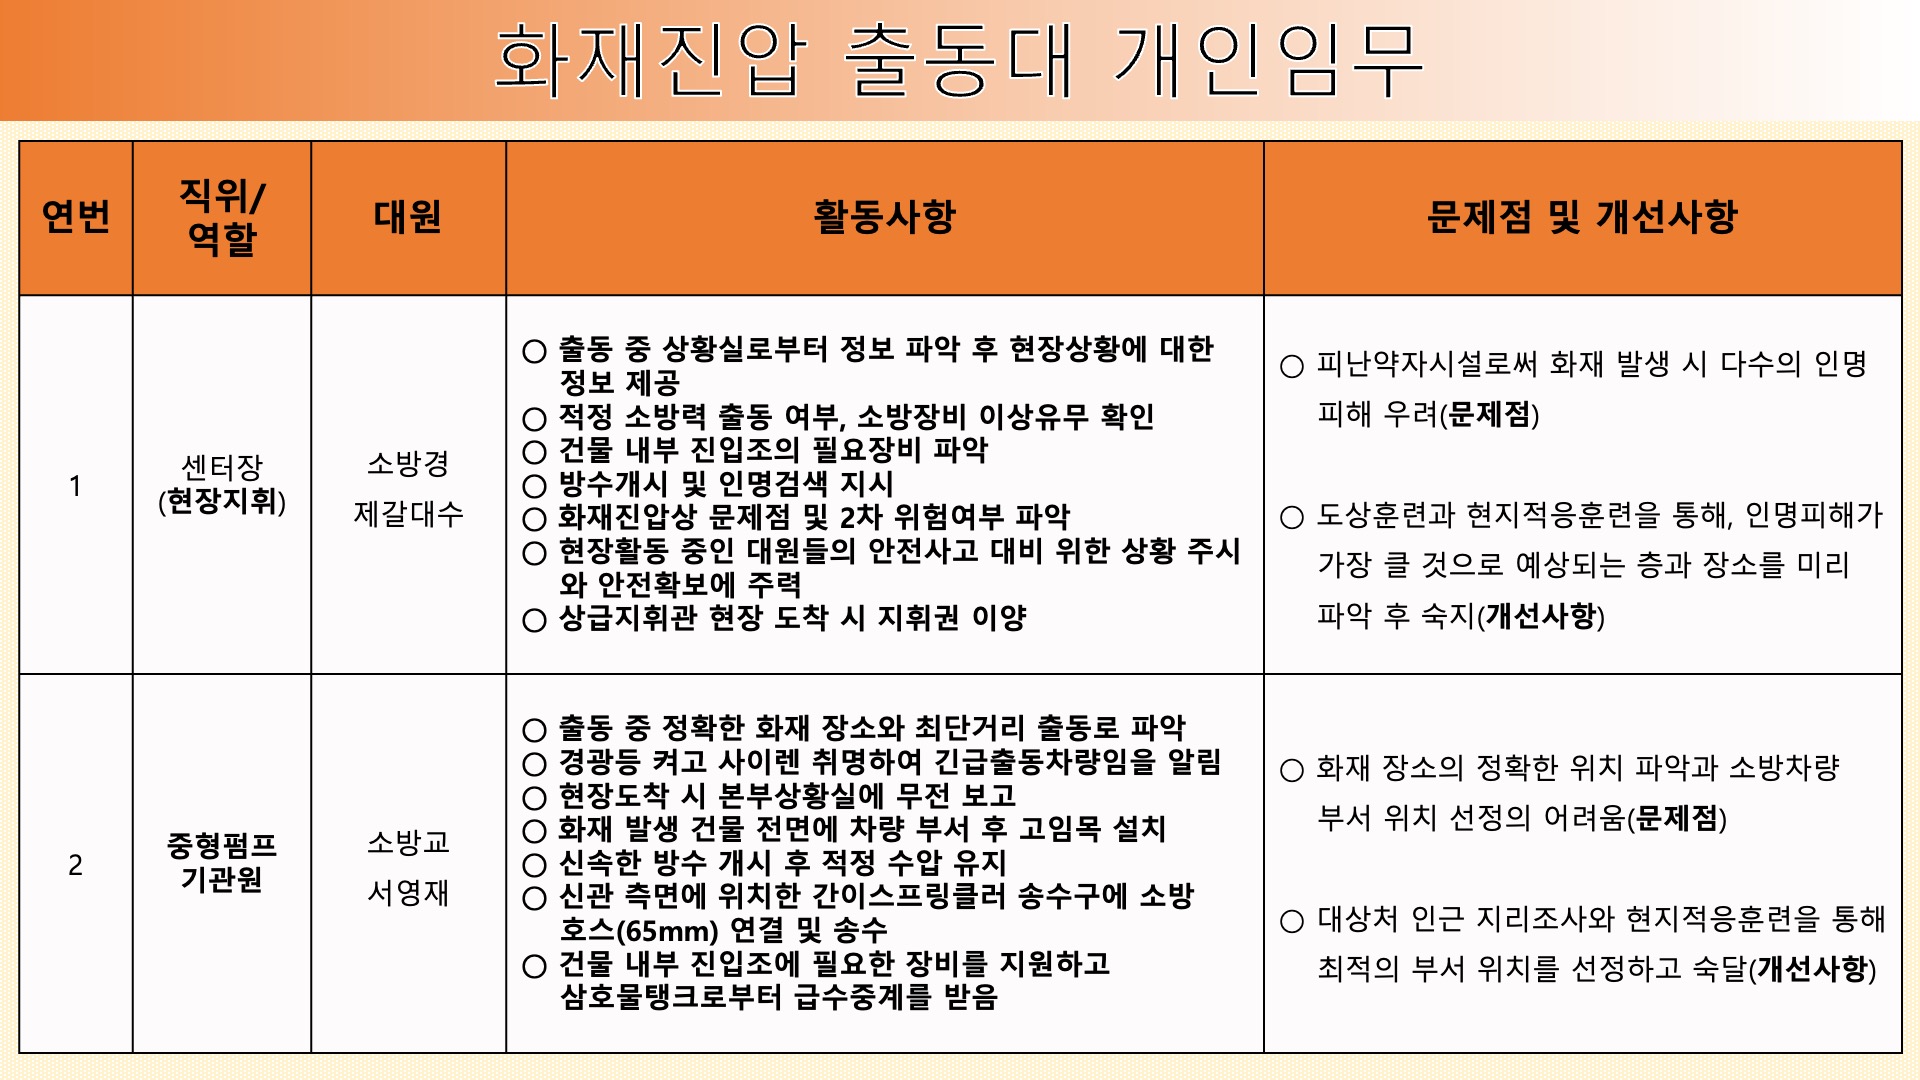 화재진압 출동대 개인임무
연번
직위/
역할
대원
활동사항
문제점 및 개선사항
1
센터장
(현장지휘)
소방경
제갈대수
○ 출동 중 상황실로부터 정보 파악 후 현장상황에 대한
정보 제공
○ 적정 소방력 출동 여부, 소방장비 이상유무 확인
○ 건물 내부 진입조의 필요장비 파악
○ 방수개시 및 인명검색 지시
○ 화재진압상 문제점 및 2차 위험여부 파악
○ 현장활동 중인 대원들의 안전사고 대비 위한 상황 주시
와 안전확보에 주력
○ 상급지휘관 현장 도착 시 지휘권 이양
○ 피난약자시설로써 화재 발생 시 다수의 인명
피해 우려(문제점)
○ 도상훈련과 현지적응훈련을 통해, 인명피해가
가장 클 것으로 예상되는 층과 장소를 미리
파악 후 숙지(개선사항)
2
중형펌프
기관원
소방교
서영재
○ 출동 중 정확한 화재 장소와 최단거리 출동로 파악
○ 경광등 켜고 사이렌 취명하여 긴급출동차량임을 알림
○ 현장도착 시 본부상황실에 무전 보고
○ 화재 발생 건물 전면에 차량 부서 후 고임목 설치
○ 신속한 방수 개시 후 적정 수압 유지
○ 신관 측면에 위치한 간이스프링클러 송수구에 소방
호스(65mm) 연결 및 송수
○ 건물 내부 진입조에 필요한 장비를 지원하고
삼호물탱크로부터 급수중계를 받음
○ 화재 장소의 정확한 위치 파악과 소방차량
부서 위치 선정의 어려움(문제점)
○ 대상처 인근 지리조사와 현지적응훈련을 통해
최적의 부서 위치를 선정하고 숙달(개선사항)